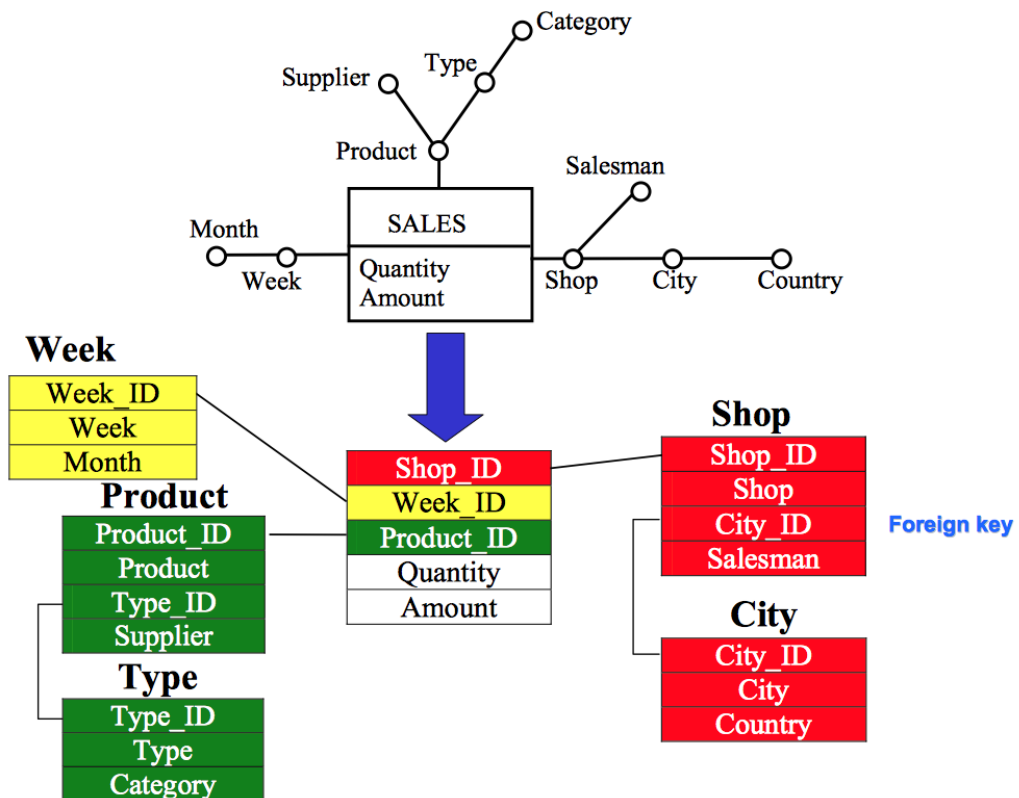 Category
Type
Supplier
Product
Salesman
SALES
Month
Week
Quantity
Amount
Shop
City
Country
Week
Week_ID
Week
Month
Product
Product_ID
Product
Type_ID
Supplier
Type
Type_ID
Type
Category
Shop_ID
Week_ID
Product_ID
Quantity
Amount
Shop
Shop_ID
Shop
City_ID
Salesman
Foreign key
City
City_ID
City
Country